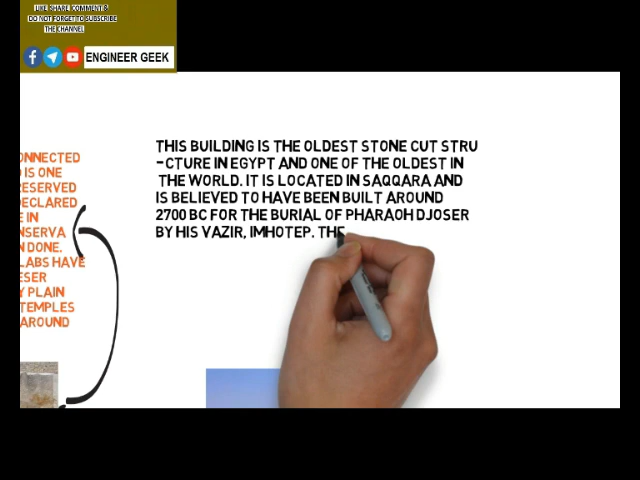 LIKE SHARE COMMENT &
DO NOT FORGET TO SUBSCRIBE
THE CHANNEL
ENGINEER GEEK
ONNECTED
IS ONE
RESERVED
DECLARED
E IN
NSERVA
N DONE.
LABS HAVE
ESER
Y PLAIN
TEMPLES
AROUND
THIS BUILDING IS THE OLDEST STONE CUT STRU
-CTURE IN EGYPT AND ONE OF THE OLDEST IN
THE WORLD. IT IS LOCATED IN SAQQARA AND
IS BELIEVED TO HAVE BEEN BUILT AROUND
2700 BC FOR THE BURIAL OF PHARAOH DJOSER
BY HIS VAZIR, IMHOTEP. THE